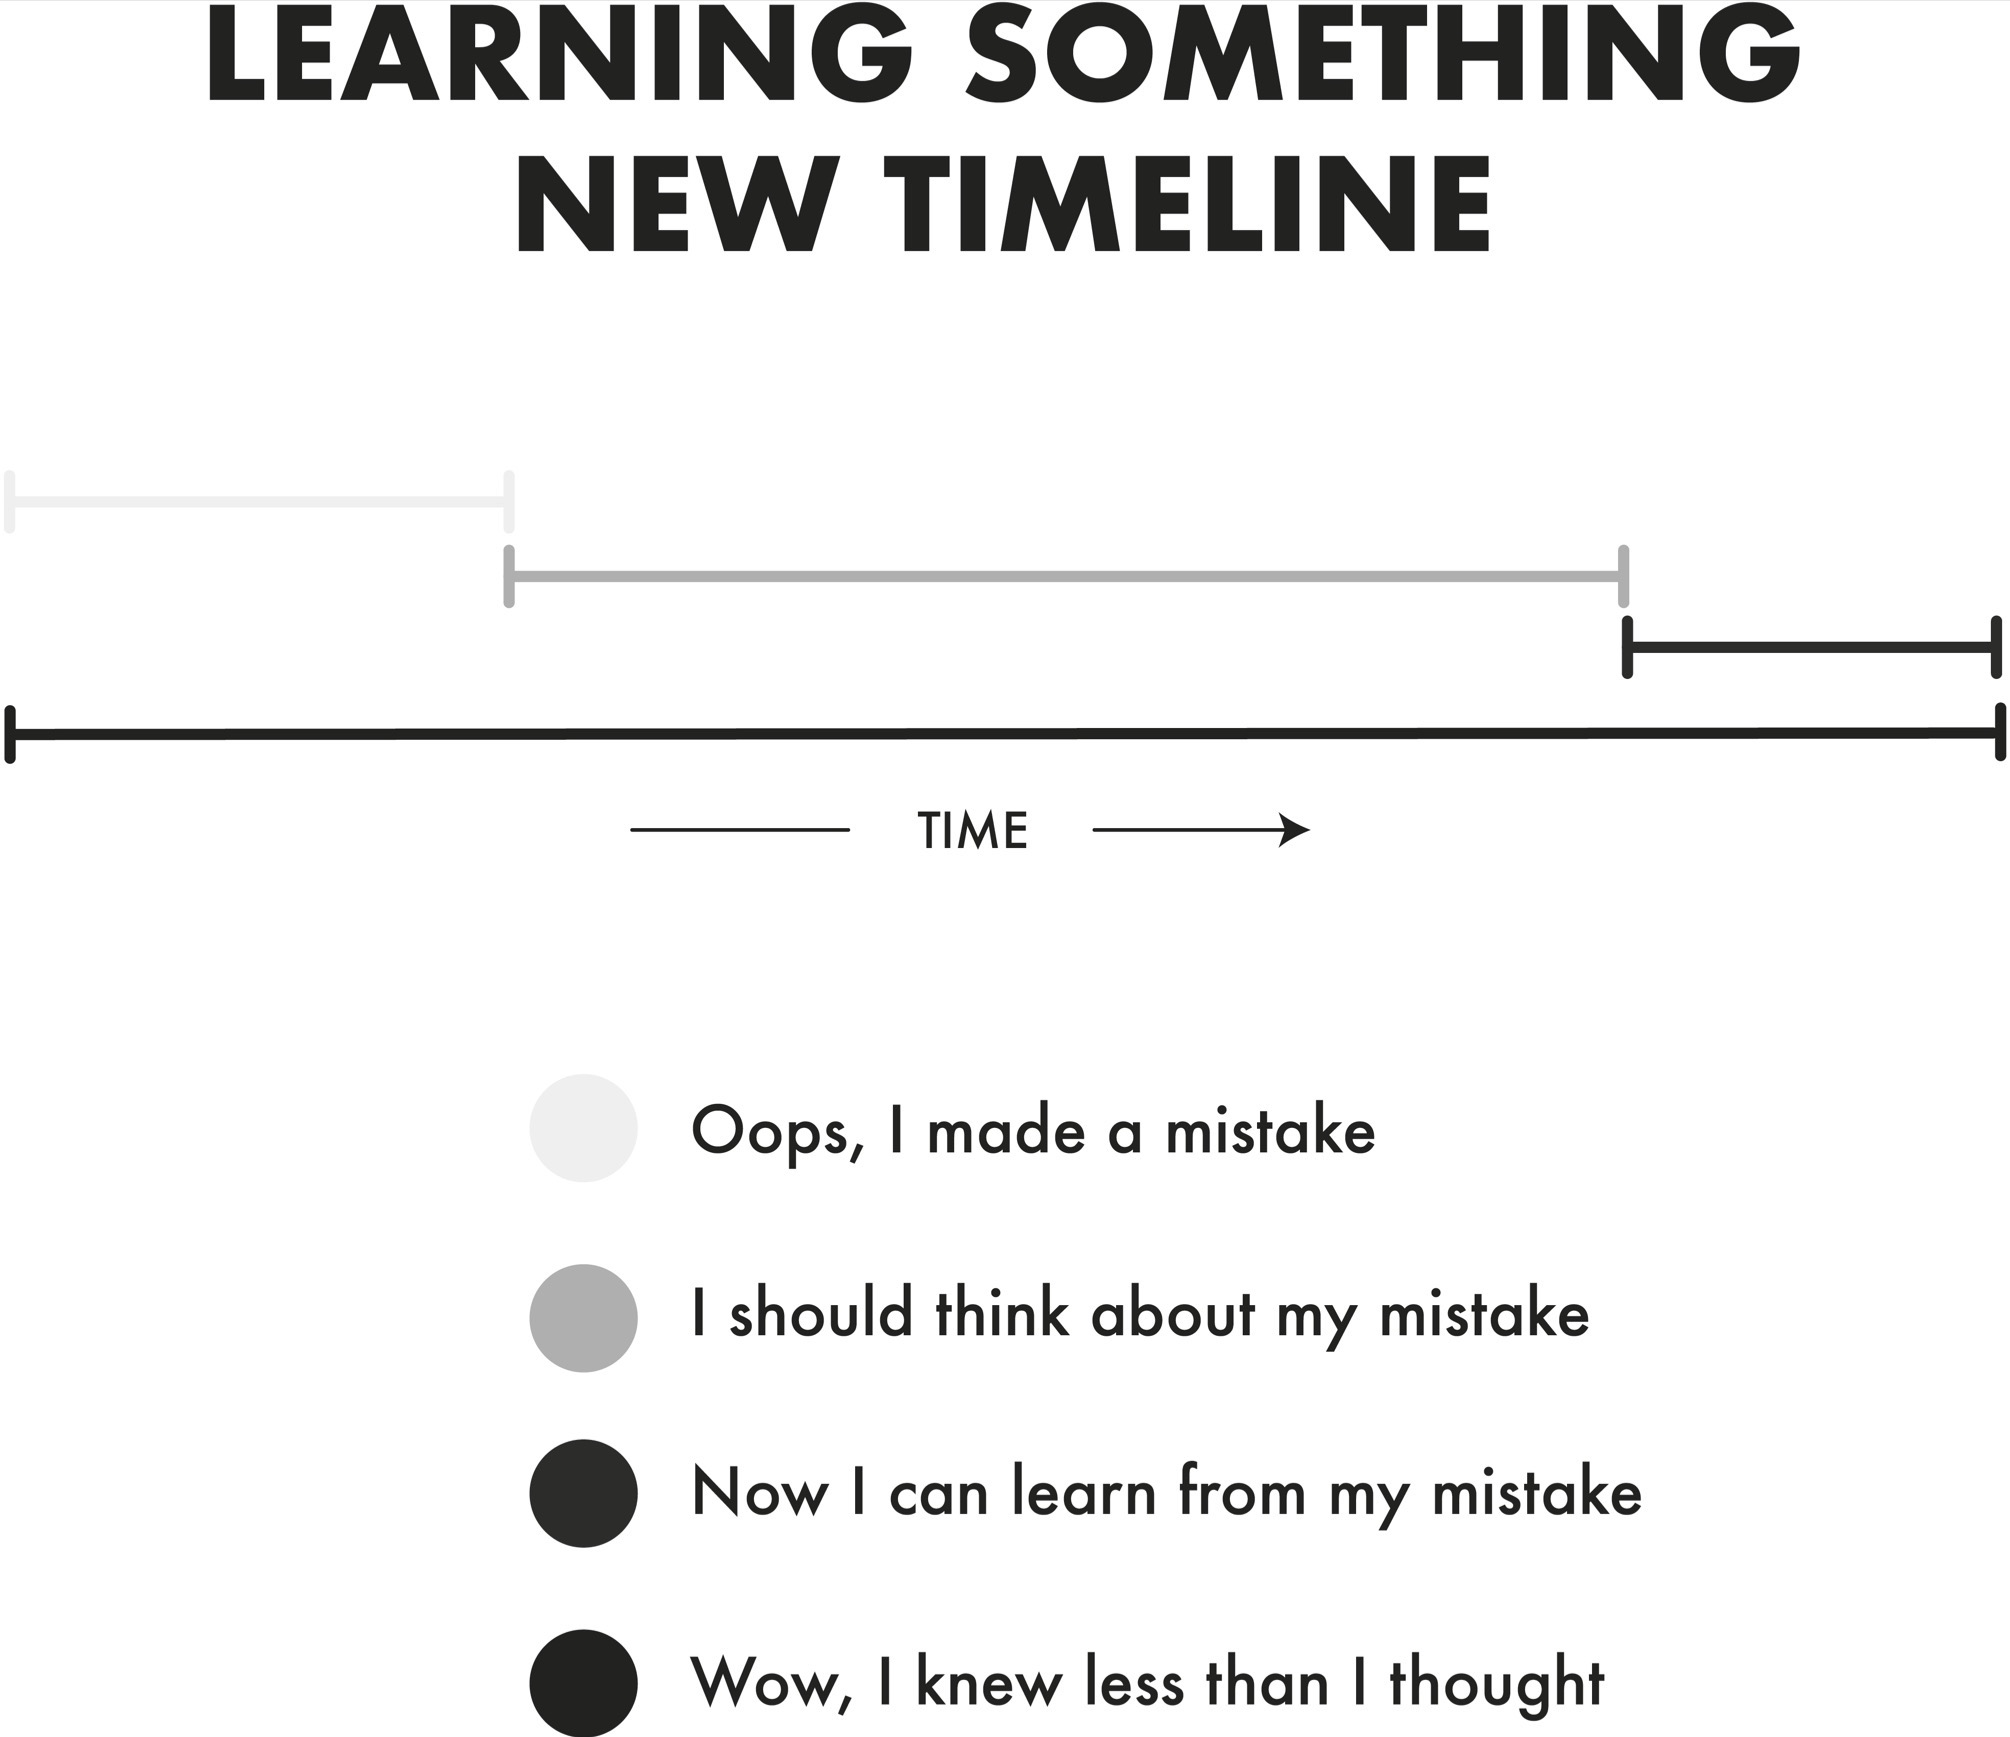 LEARNING SOMETHING
NEW TIMELINE
TIME
Oops, I made a mistake
I should think about my mistake
Now I can learn from my mistake
Wow, I knew less than I thought